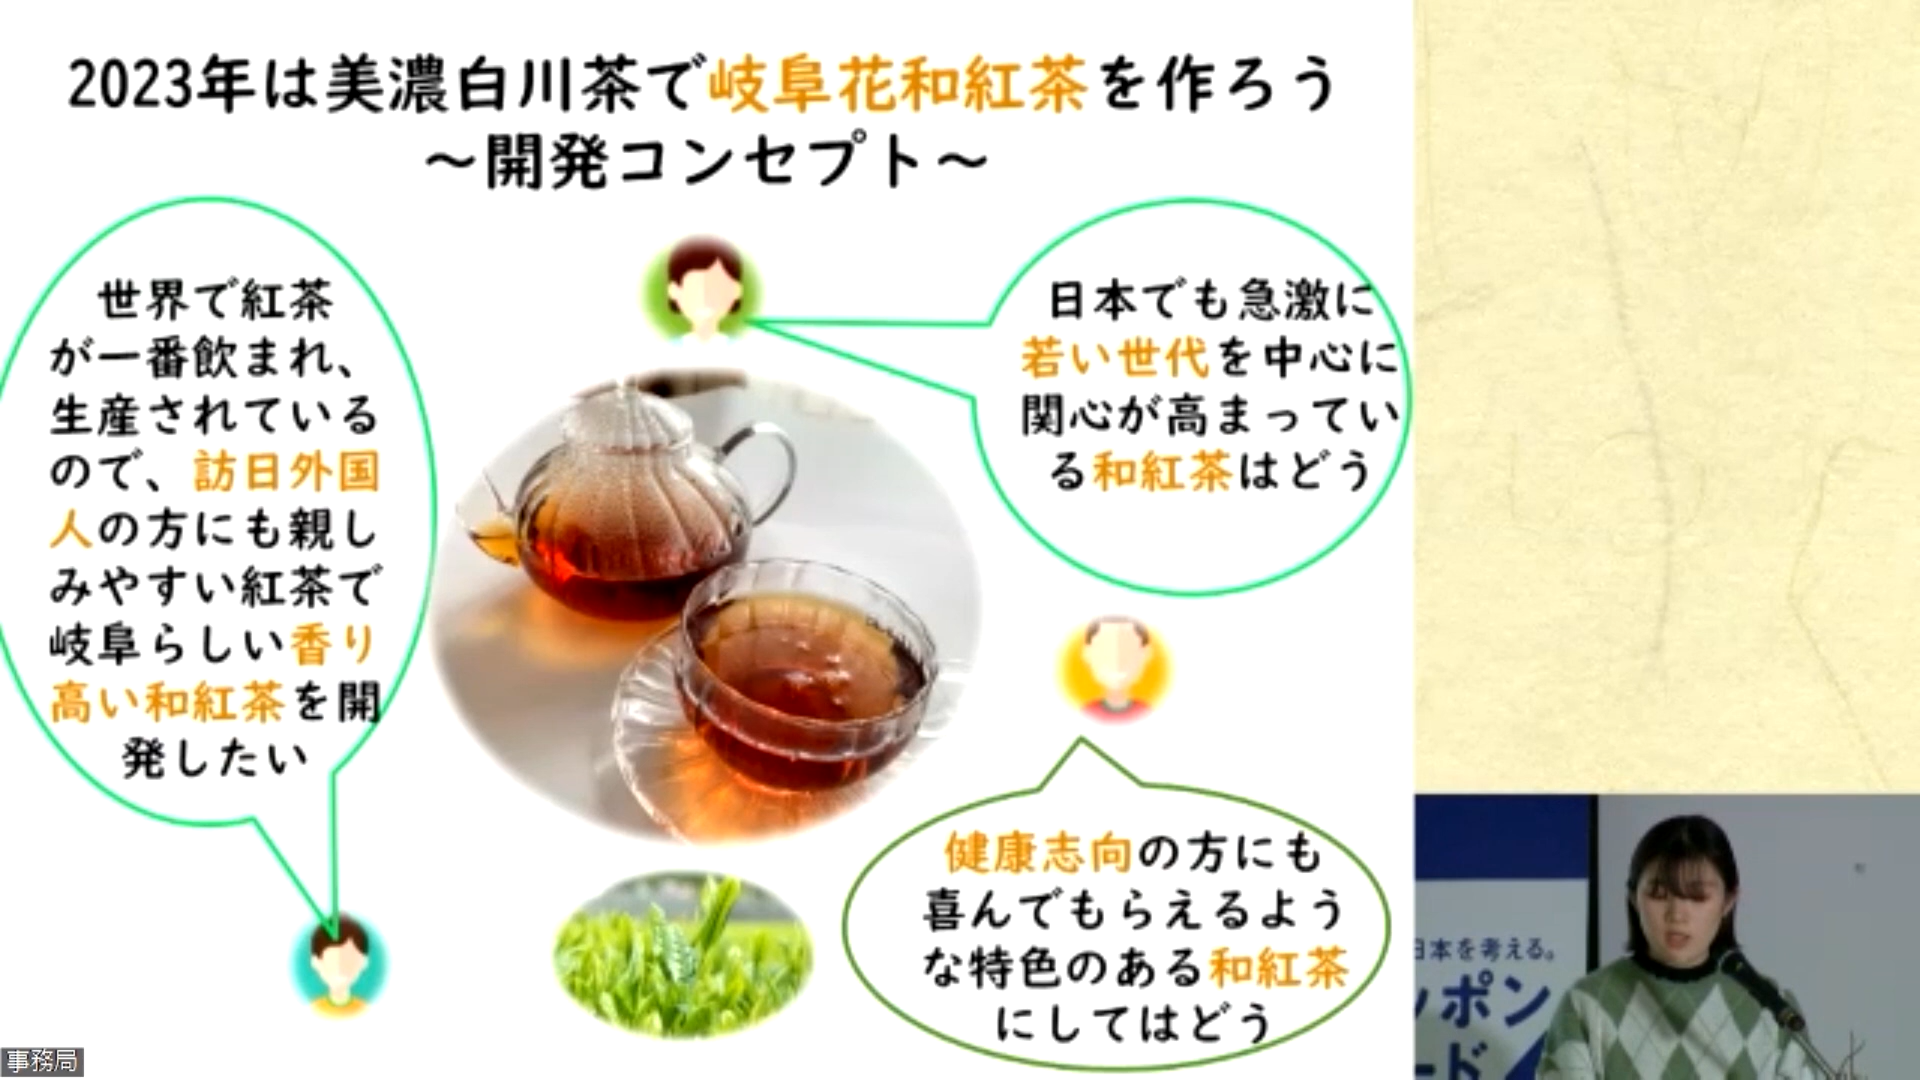 2023年は美濃白川茶で岐阜花和紅茶を作ろう
～開発コンセプト～
世界で紅茶
が一番飲まれ、
生産されている
ので、訪日外国
人の方にも親し
みやすい紅茶で
岐阜らしい香り
高い和紅茶を開
発したい
日本でも急激に
若い世代を中心に
関心が高まってい
る和紅茶はどう
健康志向の方にも
喜んでもらえるよう
な特色のある和紅茶
にしてはどう
日本を考える。
ッポン
ード
事務局